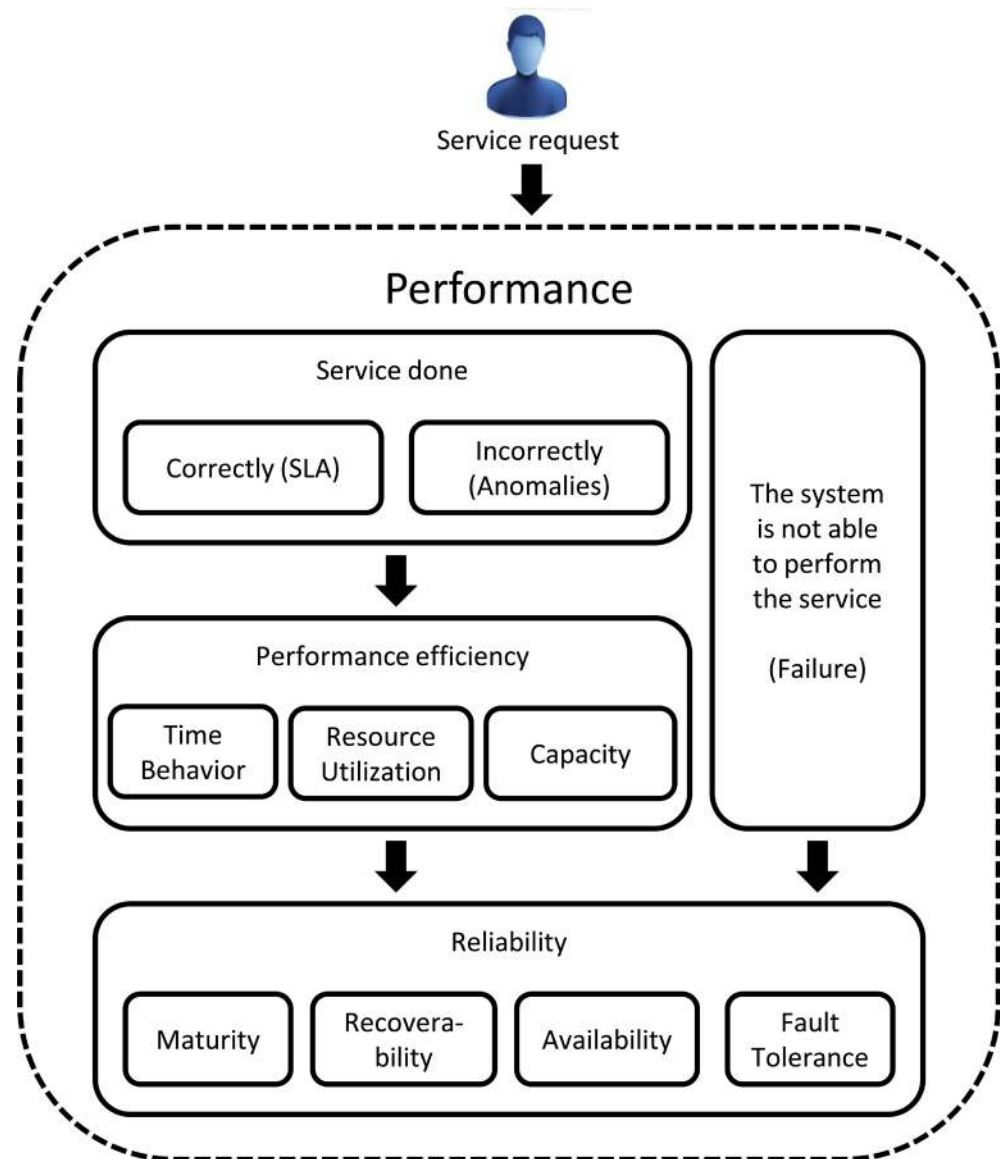 Service request
Performance
Service done
Correctly (SLA)
Incorrectly
(Anomalies)
The system
is not able
to perform
the service
(Failure)
Performance efficiency
Time
Behavior
Resource
Utilization
Capacity
Reliability
Maturity
Recovera-
bility
Availability
Fault
Tolerance